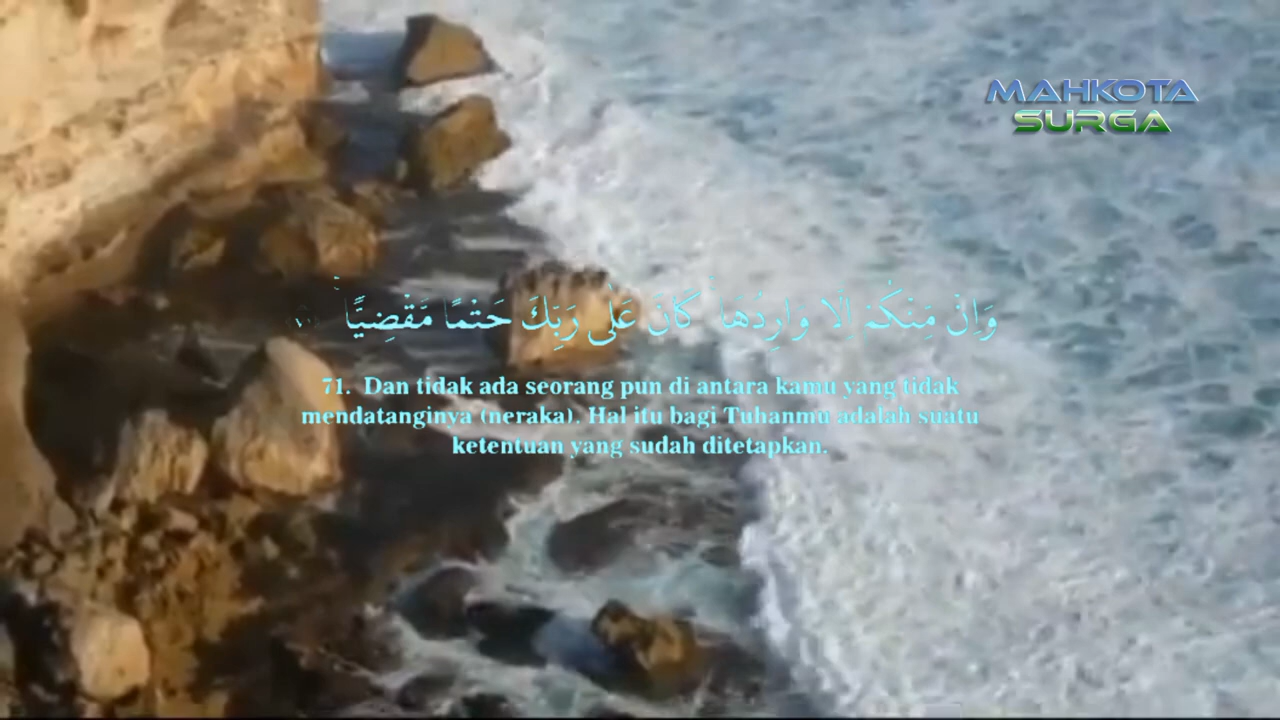 MAHKOTA
SURGA
وَاِنْ مِّنْكُمْ اِلَّا وَارِدُهَا ۚ كَانَ عَلٰى رَبِّكَ حَتْمًا مَّقْضِيًّا ۚ
71. Dan tidak ada seorang pun di antara kamu yang tidak
mendatanginya (neraka). Hal itu bagi Tuhanmu adalah suatu
ketentuan yang sudah ditetapkan.